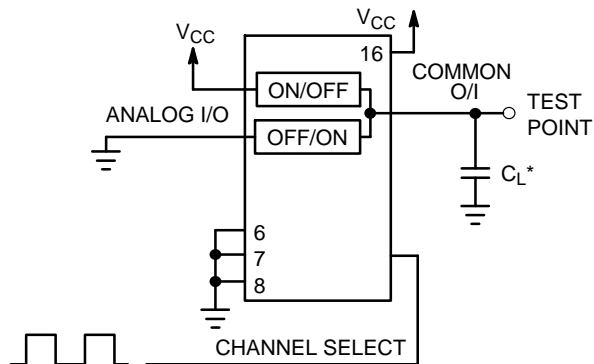 VCC
VCC
16
COMMON
O/I
ON/OFF
TEST
POINT
ANALOG I/O
OFF/ON
CL*
6
7
8
CHANNEL SELECT